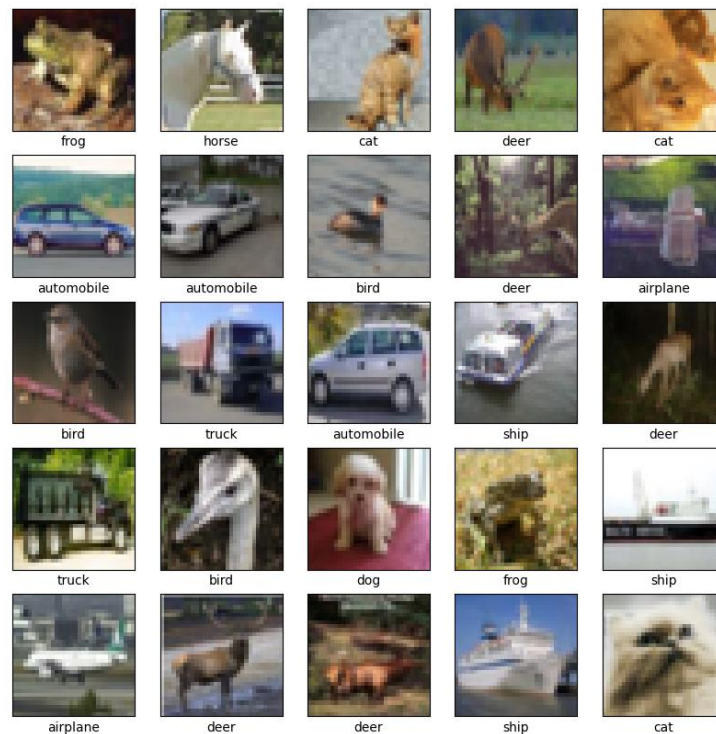 frog horse cat deer cat
automobile automobile bird deer airplane
bird truck automobile ship deer
truck bird dog frog ship
airplane deer deer ship cat